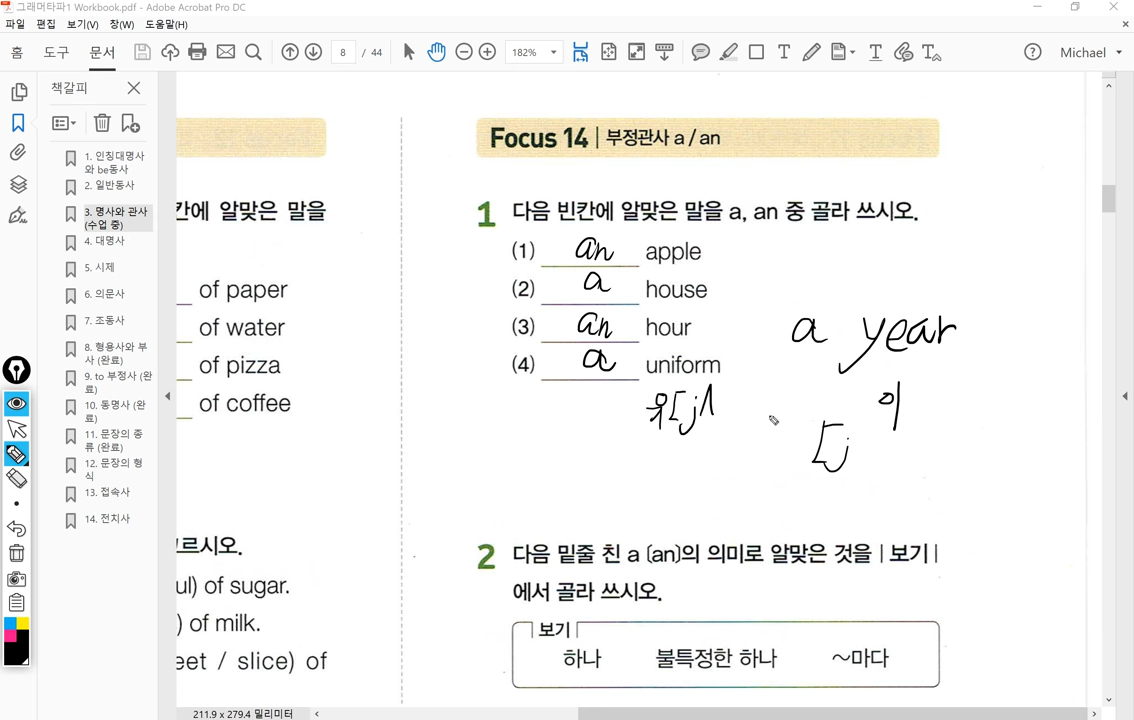 그래머타파1 Workbook.pdf - Adobe Acrobat Pro DC
파일 편집 보기(V) 창(W) 도움말(H)
홈 도구 문서 8 / 44 182% Michael
책갈피
1. 인칭대명사
와 be동사
2. 일반동사
3. 명사와 관사
(수업 중)
4. 대명사
5. 시제
6. 의문사
7. 조동사
8. 형용사와 부
사 (완료)
9. to 부정사 (완
료)
10. 동명사 (완
료)
11. 문장의 종
류 (완료)
12. 문장의 형
식
13. 접속사
14. 전치사
칸에 알맞은 말을
of paper
of water
of pizza
of coffee
르시오.
ul) of sugar.
) of milk.
eet / slice) of
Focus 14 | 부정관사 a / an
1 다음 빈칸에 알맞은 말을 a, an 중 골라 쓰시오.
(1) an apple
(2) a house
(3) an hour
(4) a uniform
a year
유[j
이
[j
2 다음 밑줄 친 a (an)의 의미로 알맞은 것을 | 보기 |
에서 골라 쓰시오.
보기
하나 불특정한 하나 ~마다
211.9 x 279.4 밀리미터